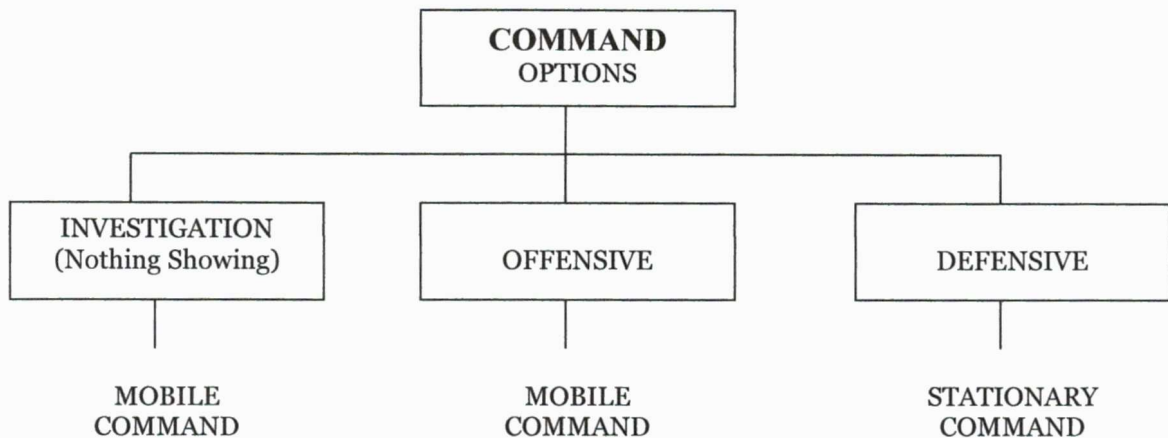 COMMAND
OPTIONS
INVESTIGATION
(Nothing Showing)
OFFENSIVE
DEFENSIVE
MOBILE
COMMAND
MOBILE
COMMAND
STATIONARY
COMMAND